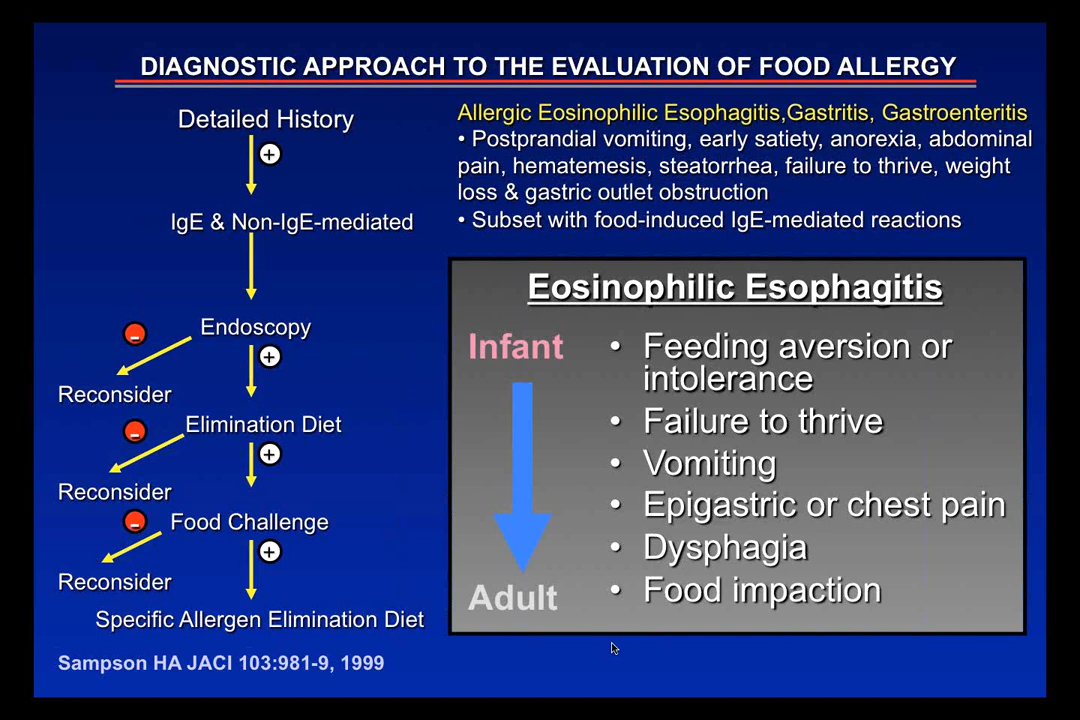 DIAGNOSTIC APPROACH TO THE EVALUATION OF FOOD ALLERGY
Detailed History
+
IgE & Non-IgE-mediated
Endoscopy
-
+
Reconsider
Elimination Diet
-
+
Reconsider
Food Challenge
-
+
Reconsider
Specific Allergen Elimination Diet
Sampson HA JACI 103:981-9, 1999
Allergic Eosinophilic Esophagitis,Gastritis, Gastroenteritis
• Postprandial vomiting, early satiety, anorexia, abdominal
pain, hematemesis, steatorrhea, failure to thrive, weight
loss & gastric outlet obstruction
• Subset with food-induced IgE-mediated reactions
Eosinophilic Esophagitis
Infant
Adult
• Feeding aversion or
intolerance
• Failure to thrive
• Vomiting
• Epigastric or chest pain
• Dysphagia
• Food impaction